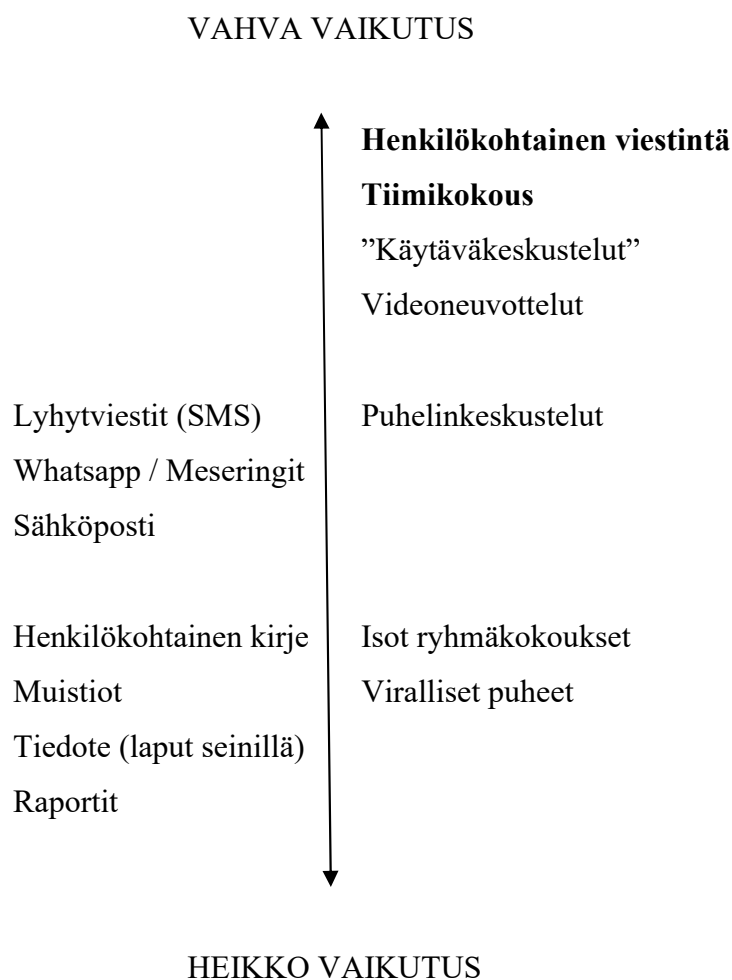 VAHVA VAIKUTUS
Henkilökohtainen viestintä
Tiimikokous
”Käytäväkeskustelut”
Videoneuvottelut
Lyhytviestit (SMS)
Puhelinkeskustelut
Whatsapp / Meseringit
Sähköposti
Henkilökohtainen kirje
Isot ryhmäkokoukset
Muistiot
Viralliset puheet
Tiedote (laput seinillä)
Raportit
HEIKKO VAIKUTUS